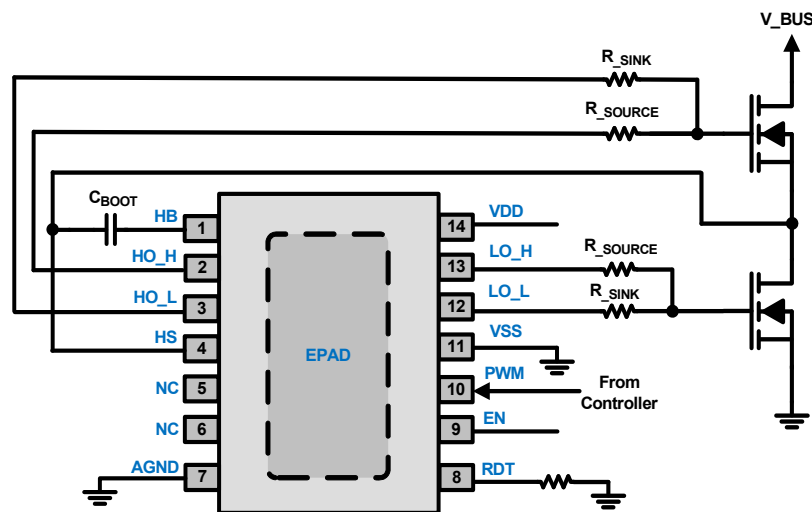 V_BUS
R_SINK
R_SOURCE
CBOOT
HB
1
14
VDD
HO_H
2
13
LO_H
R_SOURCE
HO_L
3
12
LO_L
R_SINK
HS
4
11
VSS
EPAD
NC
5
10
PWM
From
Controller
NC
6
9
EN
AGND
7
8
RDT